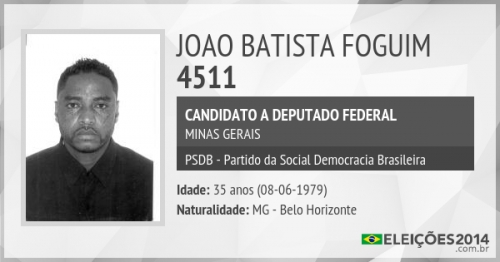 JOAO BATISTA FOGUIM
4511
CANDIDATO A DEPUTADO FEDERAL
MINAS GERAIS
PSDB - Partido da Social Democracia Brasileira
Idade: 35 anos (08-06-1979)
Naturalidade: MG - Belo Horizonte
ELEIÇÕES2014
.com.br